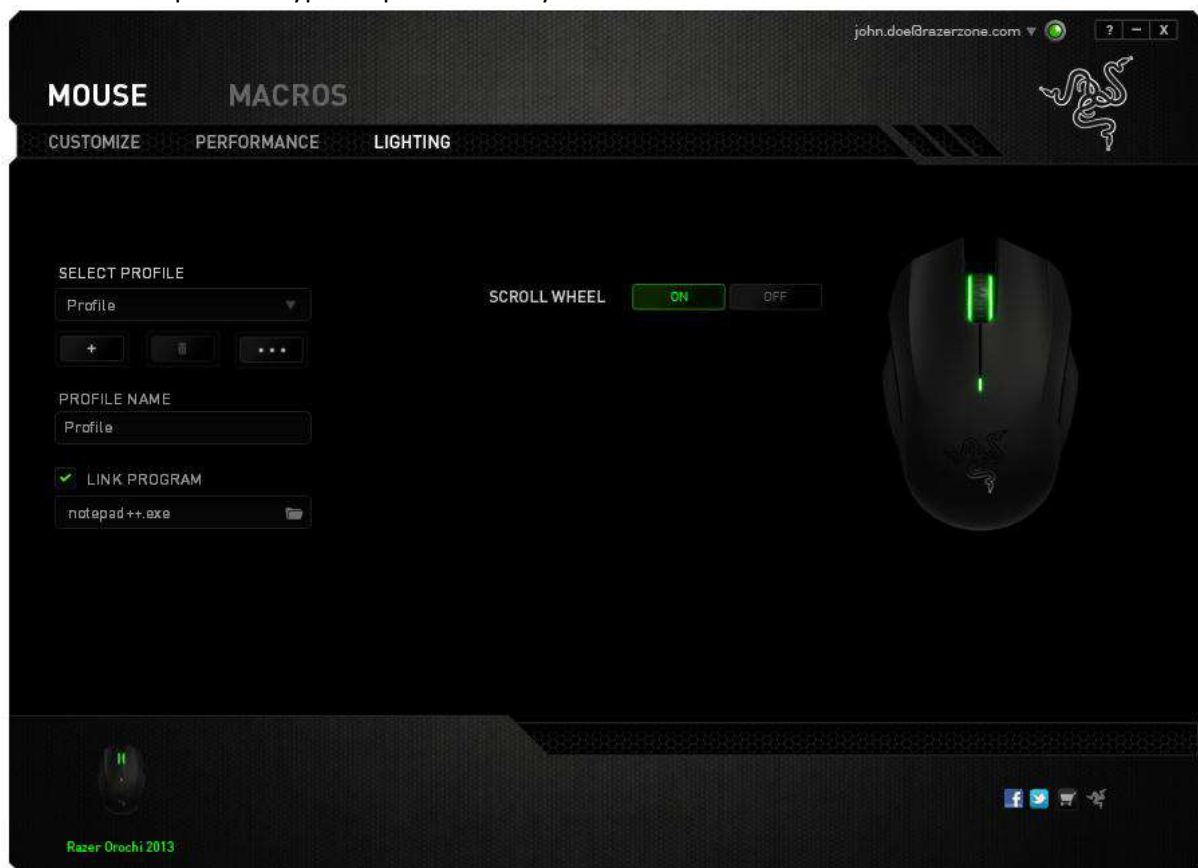 john.doe@razerzone.com
? – X
MOUSE MACROS
CUSTOMIZE PERFORMANCE LIGHTING
SELECT PROFILE
Profile
SCROLL WHEEL ON OFF
+ •••
PROFILE NAME
Profile
LINK PROGRAM
notepad++.exe
Razer Orochi 2013